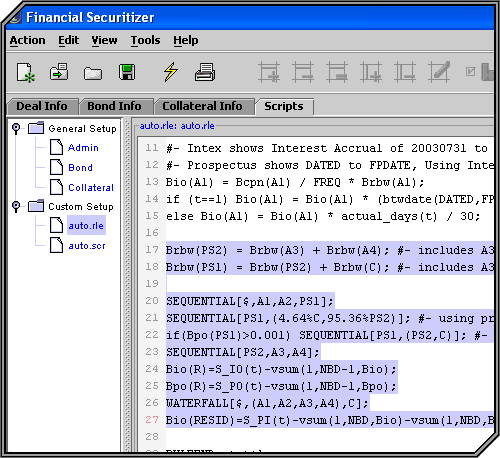 Financial Securitizer
Action Edit View Tools Help
Deal Info Bond Info Collateral Info Scripts
General Setup
Admin
Bond
Collateral
Custom Setup
auto.rle
auto.scr
auto.rle: auto.rle
11 #- Intex shows Interest Accrual of 20030731 to
12 #- Prospectus shows DATED to FPDATE, Using Inte
13 Bio(A1) = Bcpn(A1) / FREQ * Brbw(A1);
14 if (t==1) Bio(A1) = Bio(A1) * (btwdate(DATED,FP
15 else Bio(A1) = Bio(A1) * actual_days(t) / 30;
16
17 Brbw(PS2) = Brbw(A3) + Brbw(A4); #- includes A3
18 Brbw(PS1) = Brbw(PS2) + Brbw(C); #- includes A3
19
20 SEQUENTIAL[$,A1,A2,PS1];
21 SEQUENTIAL[PS1,(4.64%C,95.36%PS2)]; #- using pr
22 if(Bpo(PS1)>0.001) SEQUENTIAL[PS1,(PS2,C)]; #-
23 SEQUENTIAL[PS2,A3,A4];
24 Bio(R)=S_IO(t)-vsum(1,NBD-1,Bio);
25 Bpo(R)=S_PO(t)-vsum(1,NBD-1,Bpo);
26 WATERFALL[$,(A1,A2,A3,A4),C];
27 Bio(RESID)=S_PI(t)-vsum(1,NBD,Bio)-vsum(1,NBD,B
28